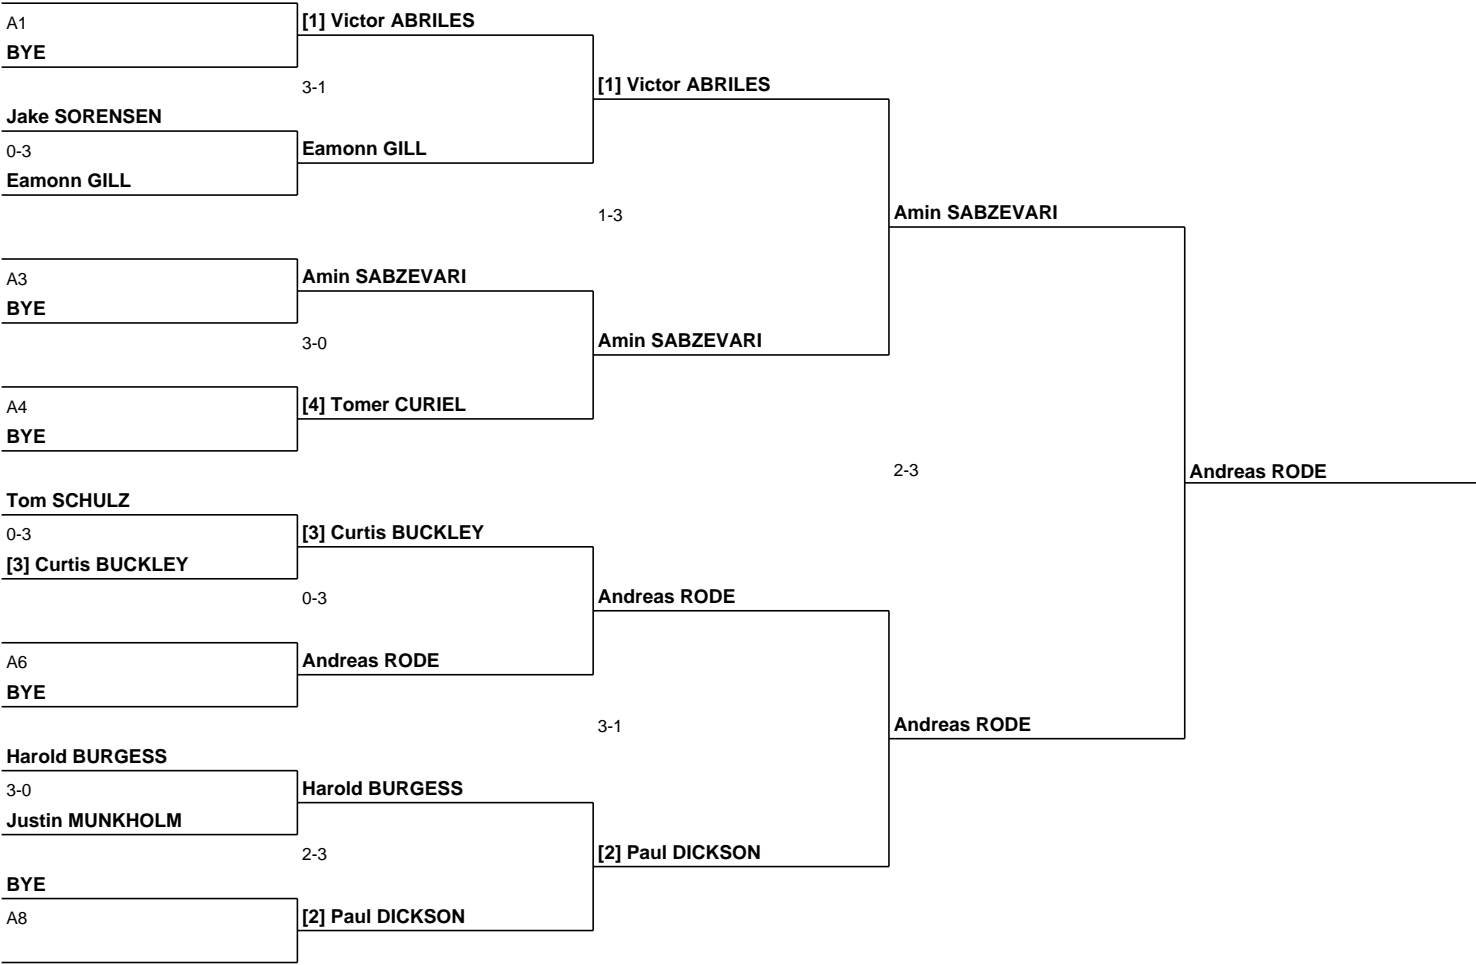 A1
BYE
[1] Victor ABRILES
3-1
[1] Victor ABRILES
Jake SORENSEN
0-3
Eamonn GILL
Eamonn GILL
1-3
Amin SABZEVARI
A3
BYE
Amin SABZEVARI
3-0
Amin SABZEVARI
A4
BYE
[4] Tomer CURIEL
2-3
Andreas RODE
Tom SCHULZ
0-3
[3] Curtis BUCKLEY
[3] Curtis BUCKLEY
0-3
Andreas RODE
A6
BYE
Andreas RODE
3-1
Andreas RODE
Harold BURGESS
3-0
Justin MUNKHOLM
Harold BURGESS
2-3
[2] Paul DICKSON
BYE
A8
[2] Paul DICKSON